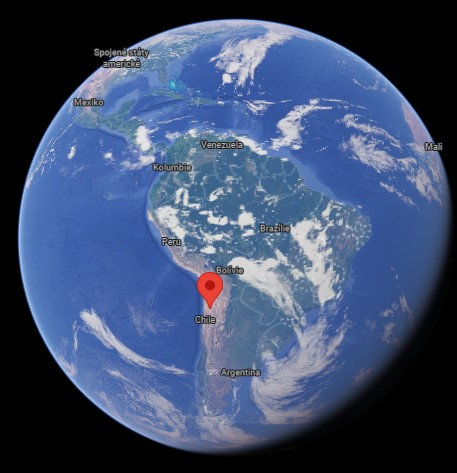 Spojené státy
americké
Mexiko
Mali
Venezuela
Kolumbie
Brazílie
Peru
Bolívie
Chile
Argentina